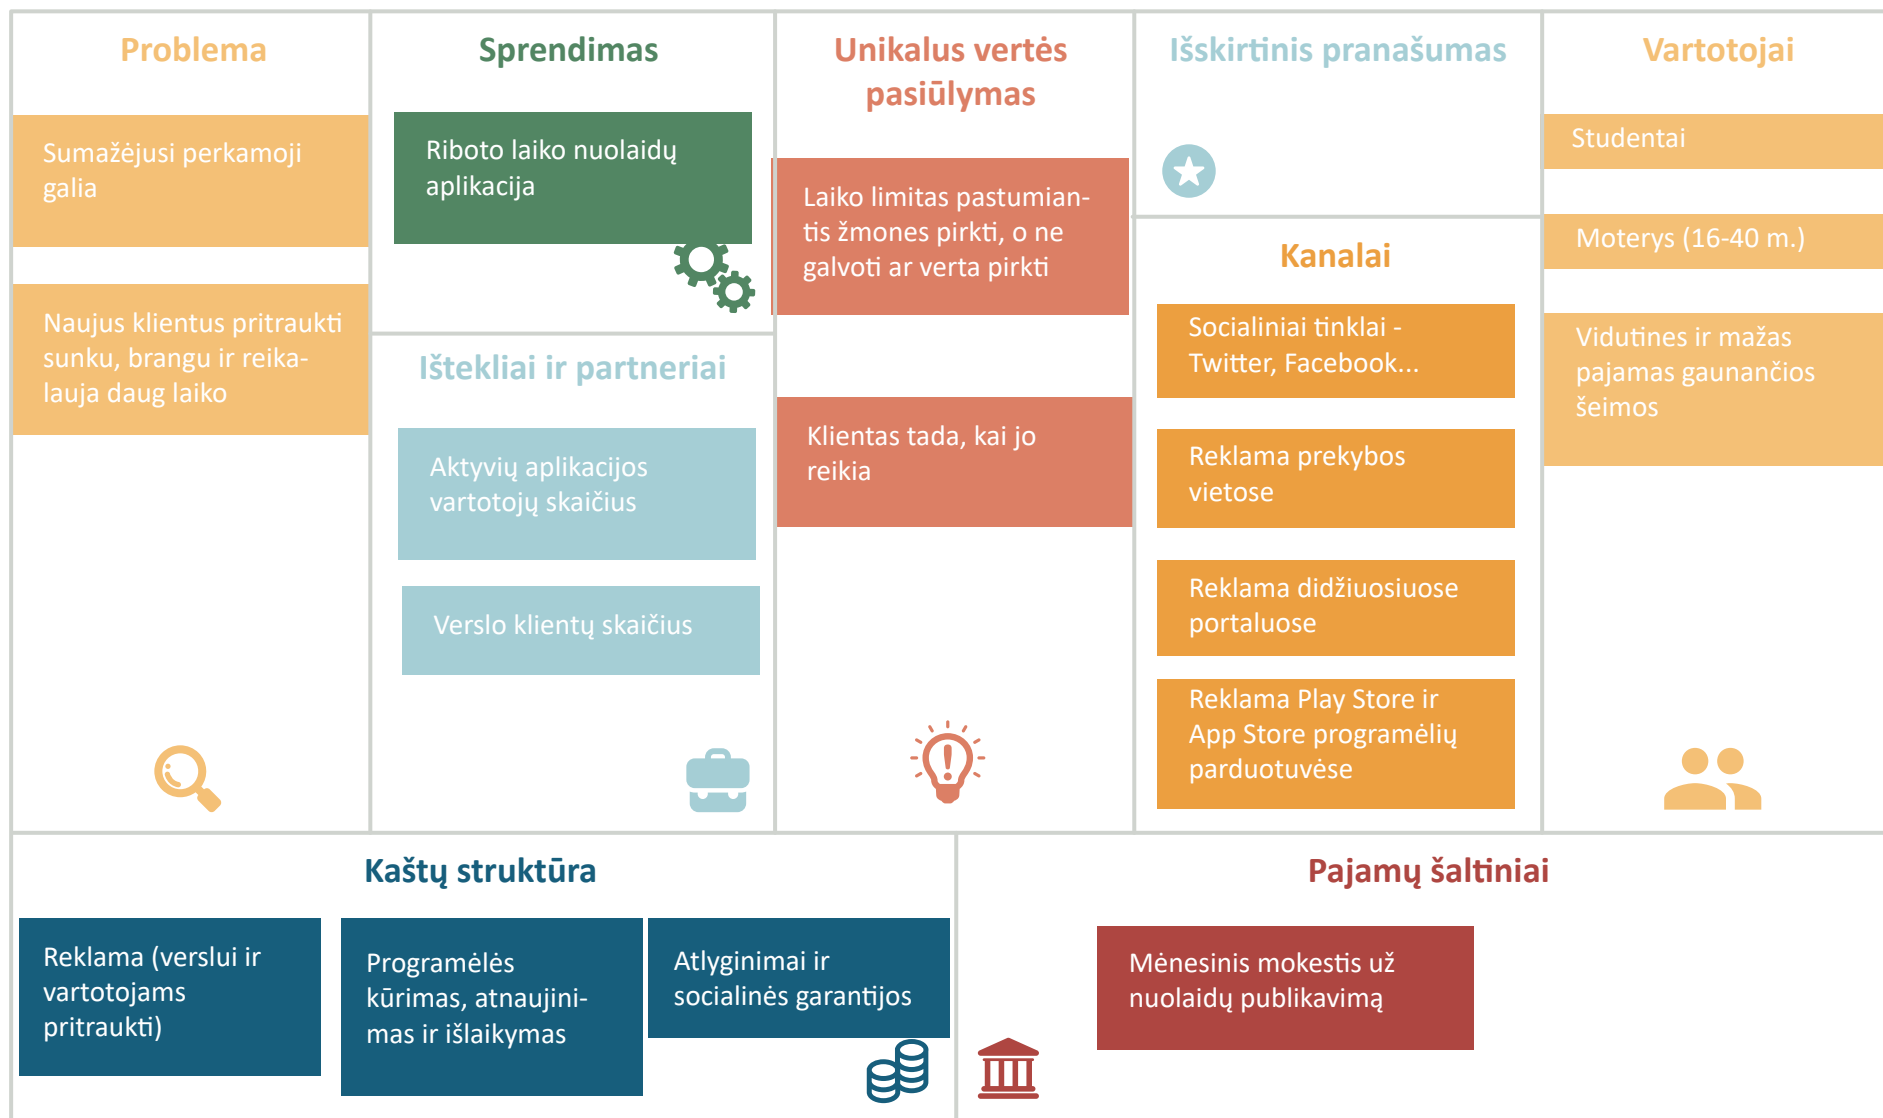 Problema
Sumažėjusi perkamoji
galia
Naujus klientus pritraukti
sunku, brangu ir reika-
lauja daug laiko
Sprendimas
Riboto laiko nuolaidų
aplikacija
Ištekliai ir partneriai
Aktyvių aplikacijos
vartotojų skaičius
Verslo klientų skaičius
Unikalus vertės
pasiūlymas
Laiko limitas pastumian-
tis žmones pirkti, o ne
galvoti ar verta pirkti
Klientas tada, kai jo
reikia
Išskirtinis pranašumas
Kanalai
Socialiniai tinklai -
Twitter, Facebook...
Reklama prekybos
vietose
Reklama didžiuosiuose
portaluose
Reklama Play Store ir
App Store programėlių
parduotuvėse
Vartotojai
Studentai
Moterys (16-40 m.)
Vidutines ir mažas
pajamas gaunančios
šeimos
Kaštų struktūra
Reklama (verslui ir
vartotojams
pritraukti)
Programėlės
kūrimas, atnaujini-
mas ir išlaikymas
Atlyginimai ir
socialinės garantijos
Pajamų šaltiniai
Mėnesinis mokestis už
nuolaidų publikavimą